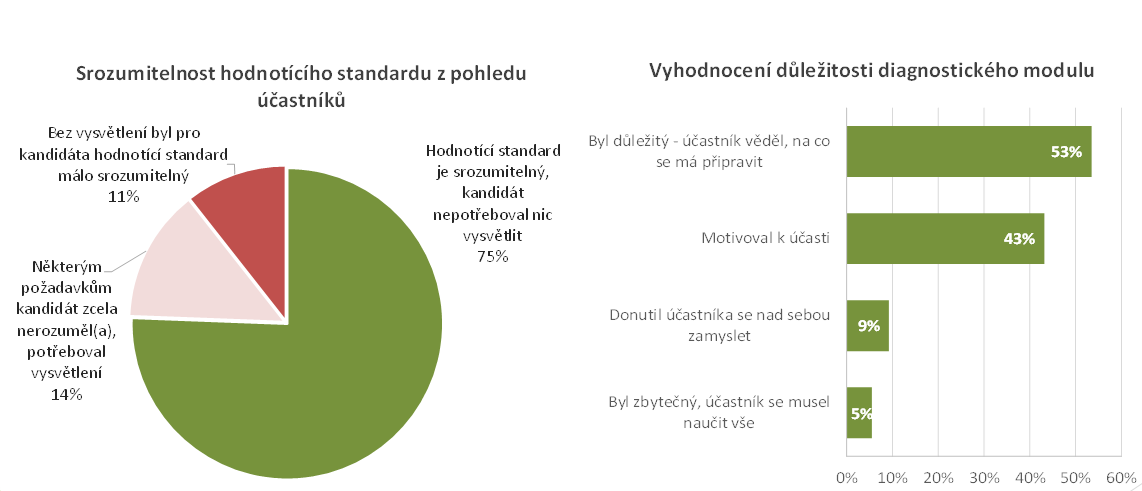 Srozumitelnost hodnotícího standardu z pohledu
účastníků
Bez vysvětlení byl pro
kandidáta hodnotící standard
málo srozumitelný
11%
Hodnotící standard
je srozumitelný,
kandidát
nepotřeboval nic
vysvětlit
75%
Některým
požadavkům
kandidát zcela
nerozuměl(a),
potřeboval
vysvětlení
14%
Vyhodnocení důležitosti diagnostického modulu
Byl důležitý - účastník věděl, na co
se má připravit
53%
Motivoval k účasti
43%
Donutil účastníka se nad sebou
zamyslet
9%
Byl zbytečný, účastník se musel
naučit vše
5%
0% 10% 20% 30% 40% 50% 60%